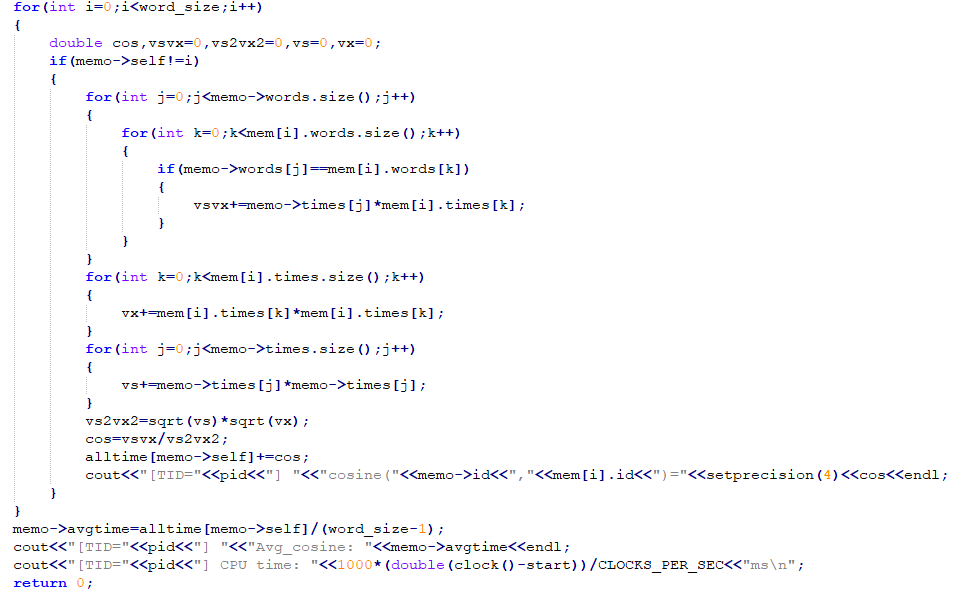 for(int i=0;i<word_size;i++)
{
    double cos,vsvx=0,vs2vx2=0,vs=0,vx=0;
    if(memo->self!=i)
    {
        for(int j=0;j<memo->words.size();j++)
        {
            for(int k=0;k<mem[i].words.size();k++)
            {
                if(memo->words[j]==mem[i].words[k])
                {
                    vsvx+=memo->times[j]*mem[i].times[k];
                }
            }
        }
        for(int k=0;k<mem[i].times.size();k++)
        {
            vx+=mem[i].times[k]*mem[i].times[k];
        }
        for(int j=0;j<memo->times.size();j++)
        {
            vs+=memo->times[j]*memo->times[j];
        }
        vs2vx2=sqrt(vs)*sqrt(vx);
        cos=vsvx/vs2vx2;
        alltime[memo->self]+=cos;
        cout<<"[TID="<<pid<<"] "<<"cosine("<<memo->id<<","<<mem[i].id<<")="<<setprecision(4)<<cos<<endl;
    }
}
memo->avgtime=alltime[memo->self]/(word_size-1);
cout<<"[TID="<<pid<<"] "<<"Avg_cosine: "<<memo->avgtime<<endl;
cout<<"[TID="<<pid<<"] CPU time: "<<1000*(double(clock()-start))/CLOCKS_PER_SEC<<"ms\n";
return 0;